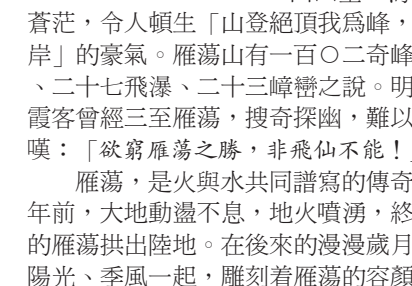 蒼茫，令人頓生「山登絕頂我為峰，
岸」的豪氣。雁蕩山有一百○二奇峰
、二十七飛瀑、二十三嶂巒之說。明
霞客曾經三至雁蕩，搜奇探幽，難以
嘆：「欲窮雁蕩之勝，非飛仙不能！」
雁蕩，是火與水共同譜寫的傳奇
年前，大地動盪不息，地火噴湧，終
的雁蕩拱出陸地。在後來的漫漫歲月
陽光、季風一起，雕刻着雁蕩的容顏